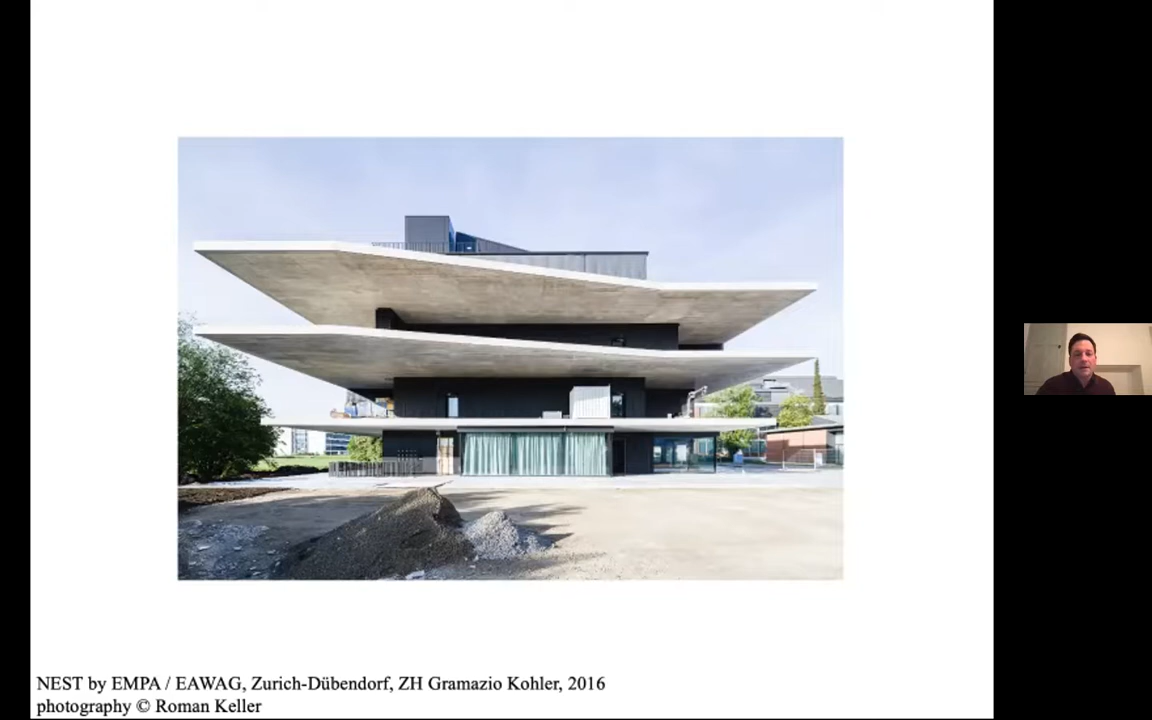 NEST by EMPA / EAWAG, Zurich-Dübendorf, ZH Gramazio Kohler, 2016
photography © Roman Keller